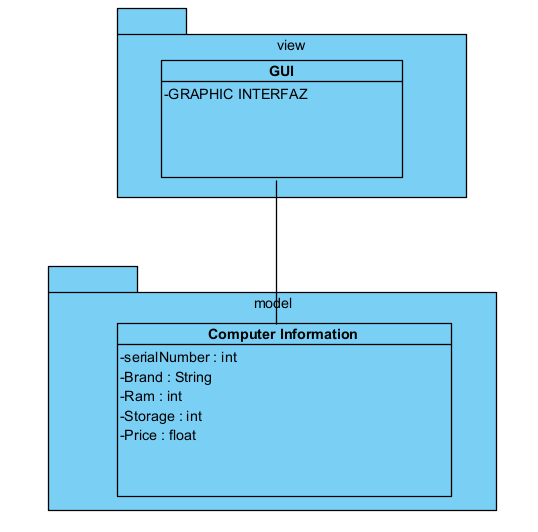 view
GUI
-GRAPHIC INTERFAZ
model
Computer Information
-serialNumber : int
-Brand : String
-Ram : int
-Storage : int
-Price : float